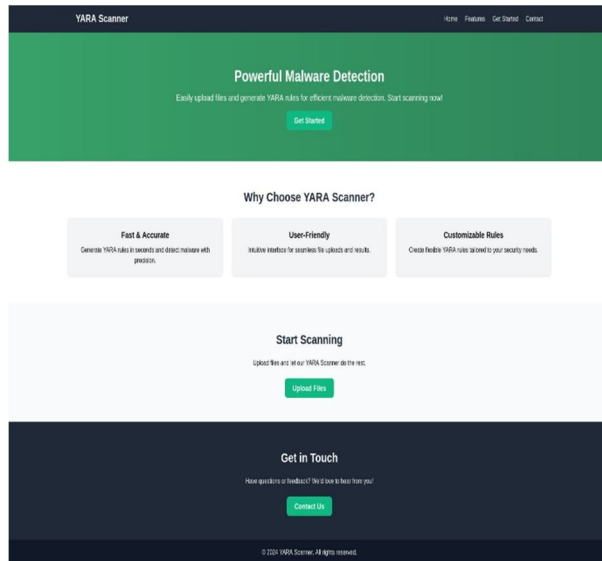 YARA Scanner
Home Features Get Started Contact
Powerful Malware Detection
Easily upload files and generate YARA rules for efficient malware detection. Start scanning now!
Get Started
Why Choose YARA Scanner?
Fast & Accurate
Generate YARA rules in seconds and detect malware with
precision.
User-Friendly
Intuitive interface for seamless file uploads and results.
Customizable Rules
Create flexible YARA rules tailored to your security needs.
Start Scanning
Upload files and let our YARA Scanner do the rest.
Upload Files
Get in Touch
Have questions or feedback? We'd love to hear from you!
Contact Us
© 2024 YARA Scanner. All rights reserved.